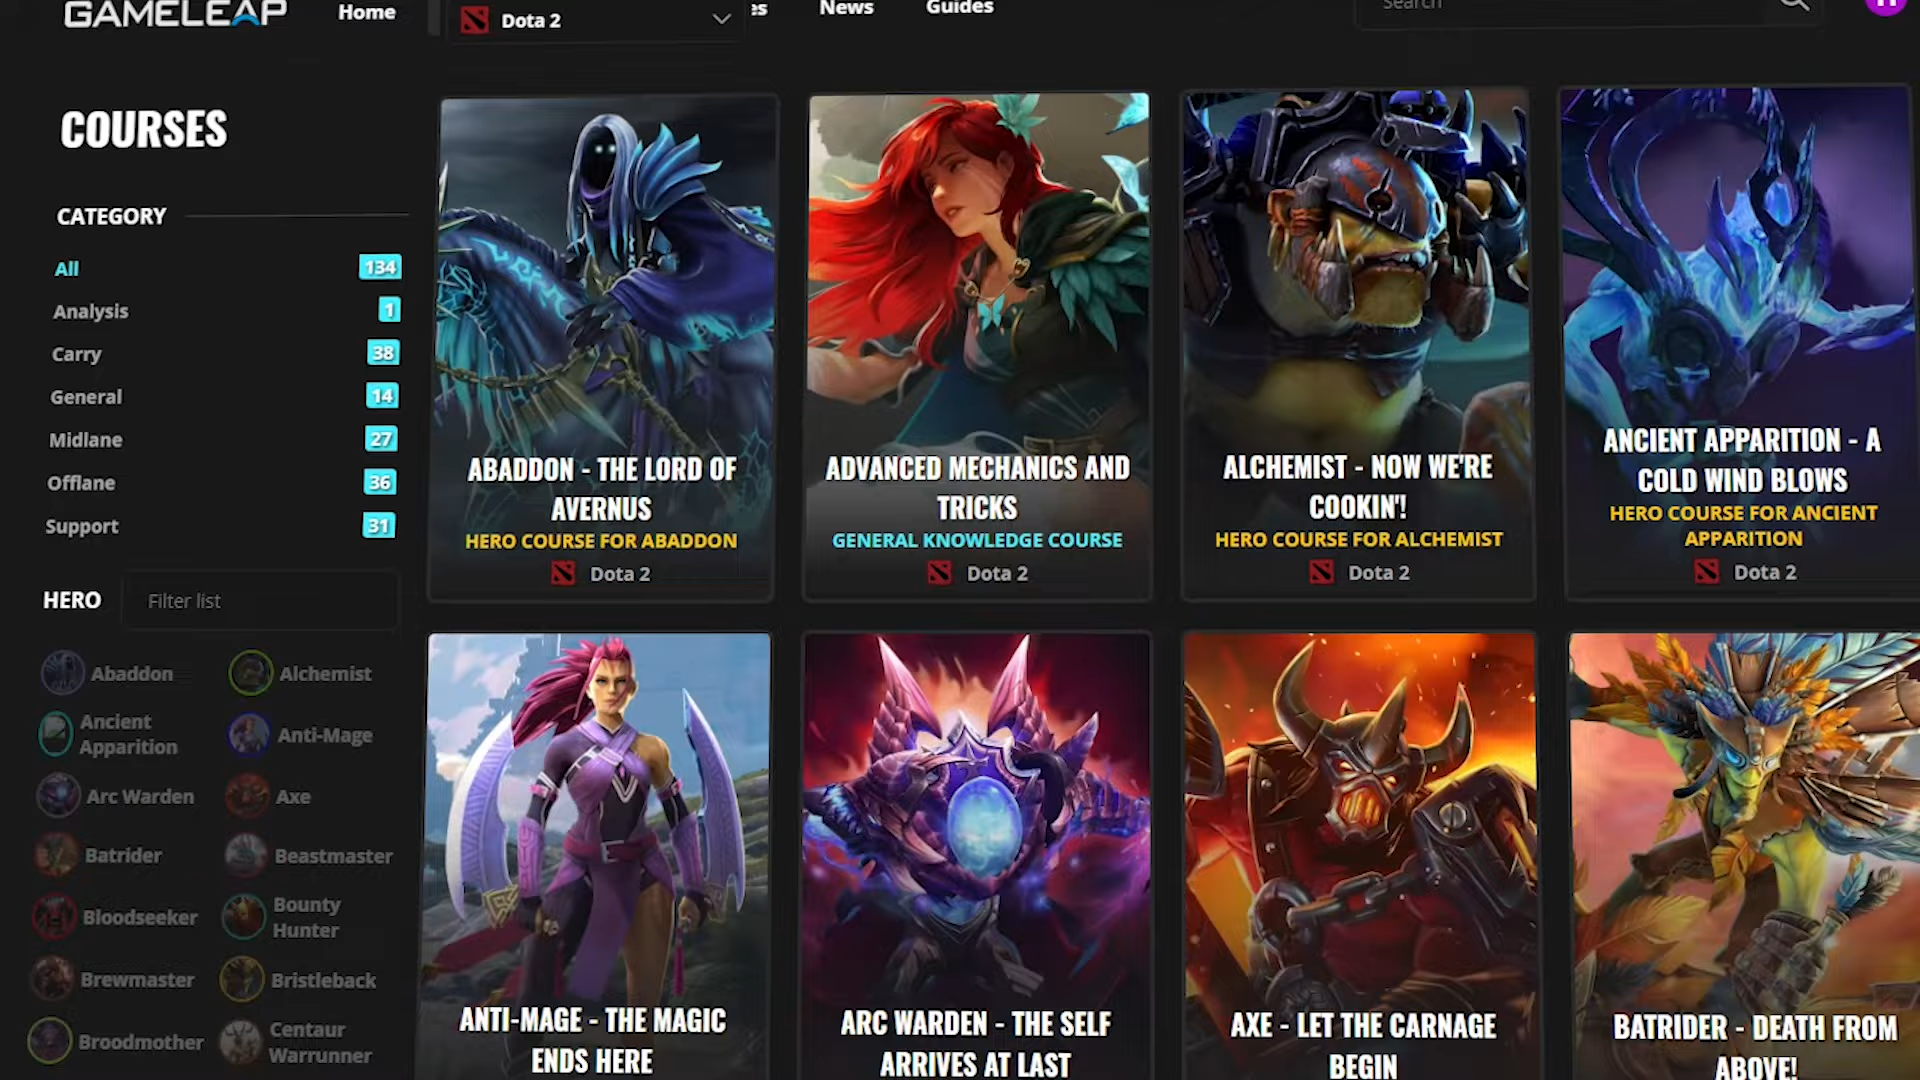 GAMELEAP
Home
Dota 2
es
News
Guides
Search
COURSES
CATEGORY
All 134
Analysis 1
Carry 38
General 14
Midlane 27
Offlane 36
Support 31
HERO
Filter list
Abaddon
Alchemist
Ancient
Apparition
Anti-Mage
Arc Warden
Axe
Batrider
Beastmaster
Bloodseeker
Bounty
Hunter
Brewmaster
Bristleback
Broodmother
Centaur
Warrunner
ABADDON - THE LORD OF
AVERNUS
HERO COURSE FOR ABADDON
Dota 2
ADVANCED MECHANICS AND
TRICKS
GENERAL KNOWLEDGE COURSE
Dota 2
ALCHEMIST - NOW WE'RE
COOKIN'!
HERO COURSE FOR ALCHEMIST
Dota 2
ANCIENT APPARITION - A
COLD WIND BLOWS
HERO COURSE FOR ANCIENT
APPARITION
Dota 2
ANTI-MAGE - THE MAGIC
ENDS HERE
ARC WARDEN - THE SELF
ARRIVES AT LAST
AXE - LET THE CARNAGE
BEGIN
BATRIDER - DEATH FROM
ABOVE!